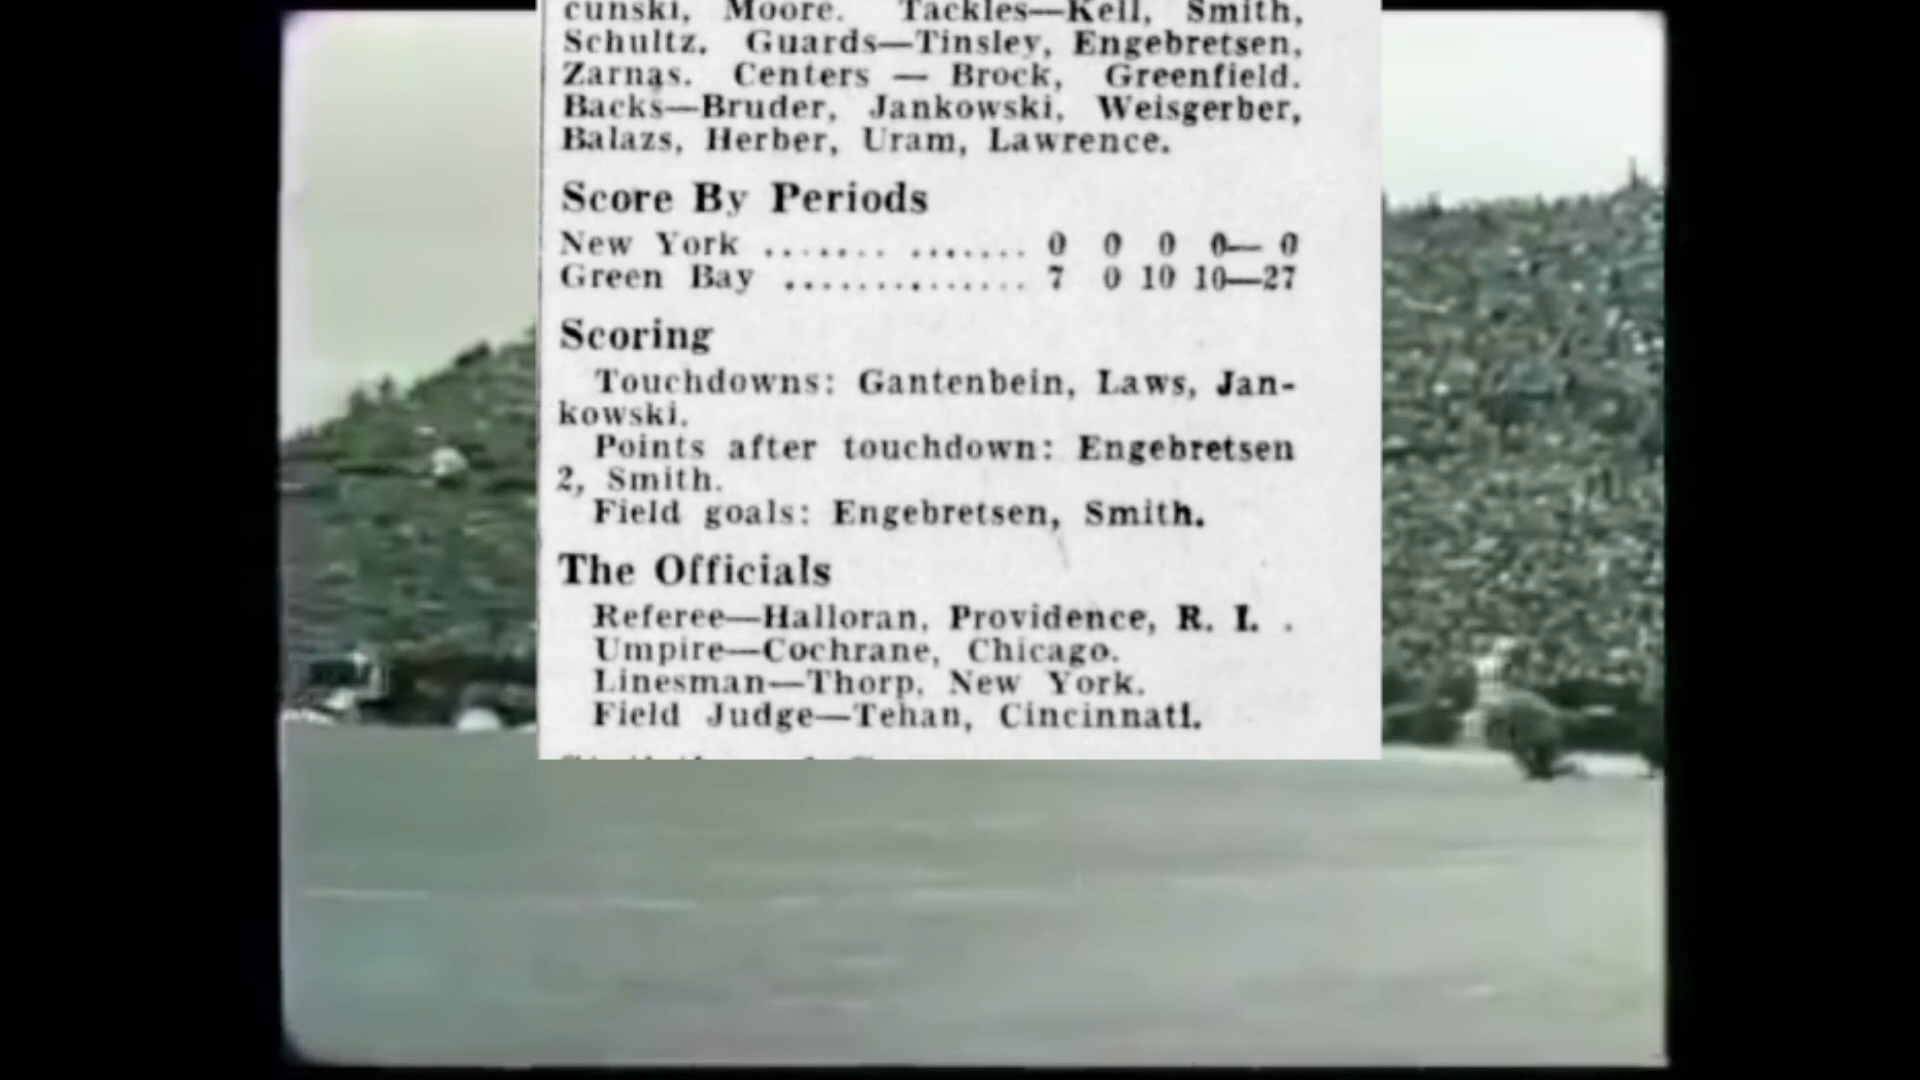 cunski, Moore. Tackles—Kell, Smith,
Schultz. Guards—Tinsley, Engebretsen,
Zarnas. Centers — Brock, Greenfield.
Backs—Bruder, Jankowski, Weisgerber,
Balazs, Herber, Uram, Lawrence.
Score By Periods
New York ....... ....... 0 0 0 0— 0
Green Bay .............. 7 0 10 10—27
Scoring
Touchdowns: Gantenbein, Laws, Jan-
kowski.
Points after touchdown: Engebretsen
2, Smith.
Field goals: Engebretsen, Smith.
The Officials
Referee—Halloran, Providence, R. I. .
Umpire—Cochrane, Chicago.
Linesman—Thorp, New York.
Field Judge—Tehan, Cincinnati.